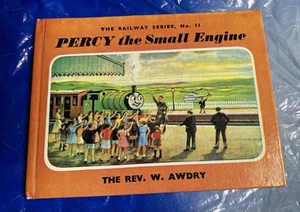 THE RAILWAY SERIES, No. 11
PERCY the Small Engine
THE REV. W. AWDRY